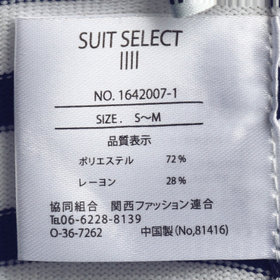 SUIT SELECT
NO. 1642007-1
SIZE. S〜M
品質表示
ポリエステル 72%
レーヨン 28%
協同組合 関西ファッション連合
Tel.06-6228-8139
O-36-7262 中国製(No,81416)